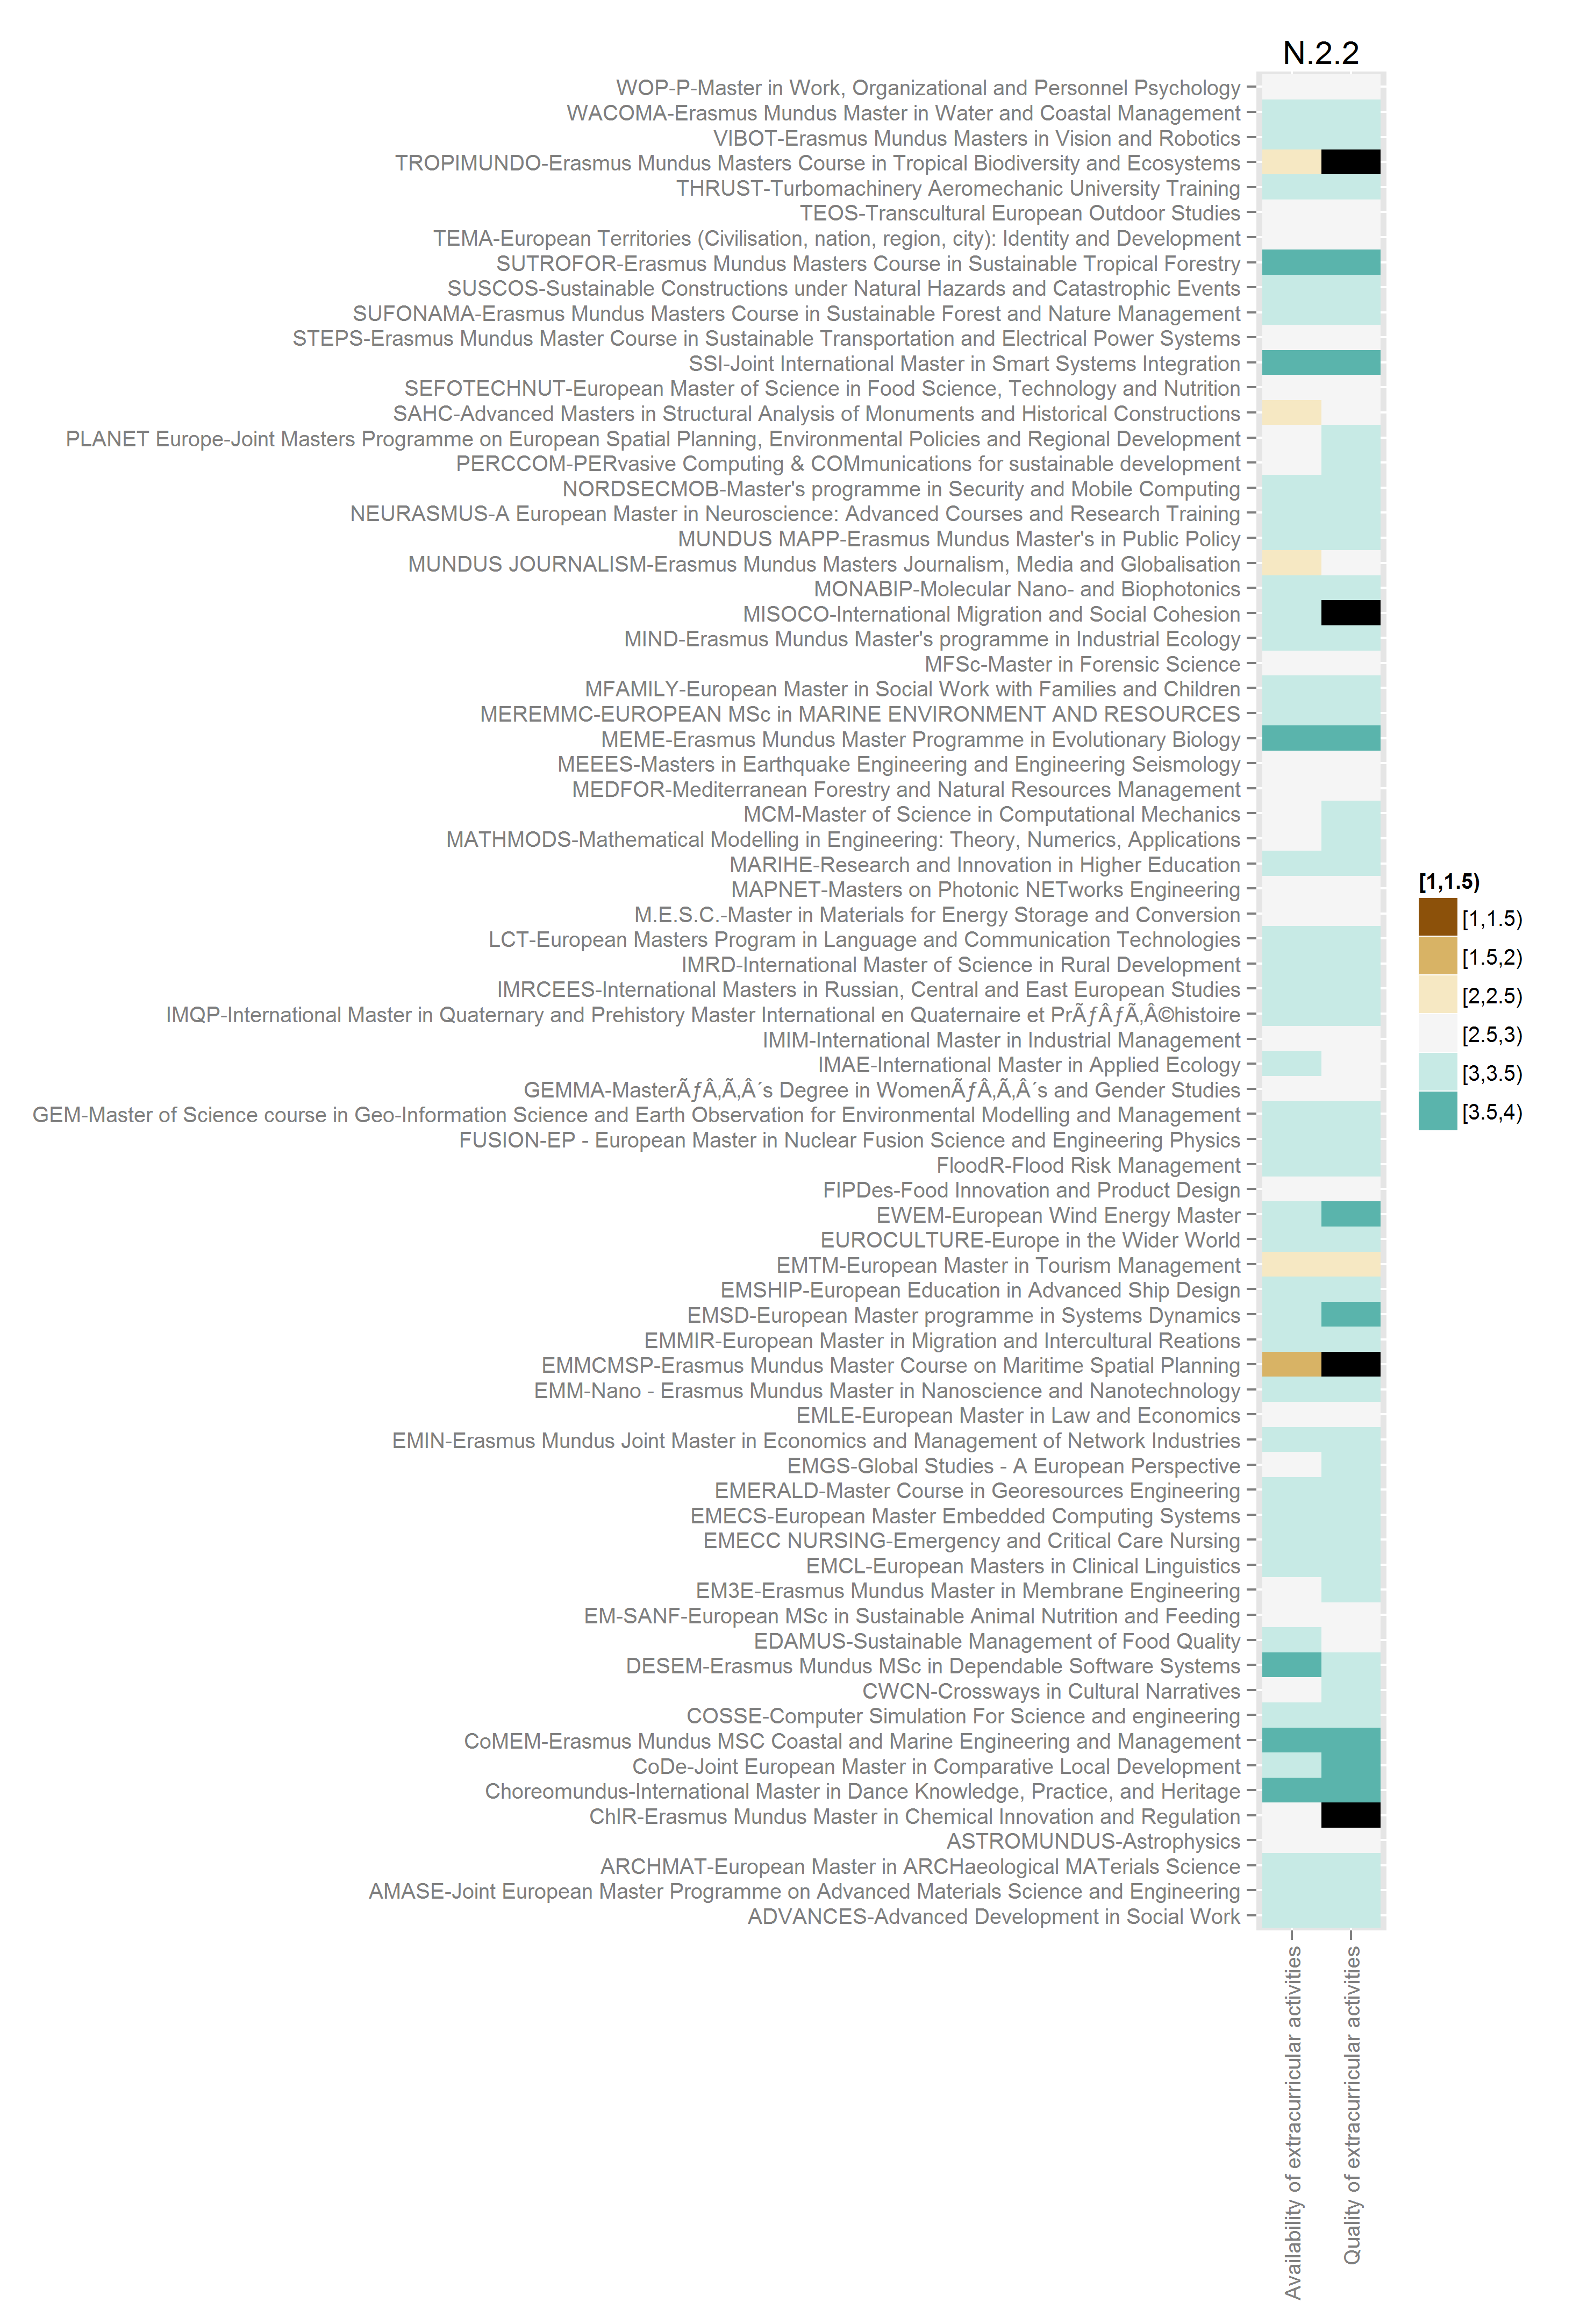 N.2.2
WOP-P-Master in Work, Organizational and Personnel Psychology
WACOMA-Erasmus Mundus Master in Water and Coastal Management
VIBOT-Erasmus Mundus Masters in Vision and Robotics
TROPIMUNDO-Erasmus Mundus Masters Course in Tropical Biodiversity and Ecosystems
THRUST-Turbomachinery Aeromechanic University Training
TEOS-Transcultural European Outdoor Studies
TEMA-European Territories (Civilisation, nation, region, city): Identity and Development
SUTROFOR-Erasmus Mundus Masters Course in Sustainable Tropical Forestry
SUSCOS-Sustainable Constructions under Natural Hazards and Catastrophic Events
SUFONAMA-Erasmus Mundus Masters Course in Sustainable Forest and Nature Management
STEPS-Erasmus Mundus Master Course in Sustainable Transportation and Electrical Power Systems
SSI-Joint International Master in Smart Systems Integration
SEFOTECHNUT-European Master of Science in Food Science, Technology and Nutrition
SAHC-Advanced Masters in Structural Analysis of Monuments and Historical Constructions
PLANET Europe-Joint Masters Programme on European Spatial Planning, Environmental Policies and Regional Development
PERCCOM-PERvasive Computing & COMmunications for sustainable development
NORDSECMOB-Master's programme in Security and Mobile Computing
NEURASMUS-A European Master in Neuroscience: Advanced Courses and Research Training
MUNDUS MAPP-Erasmus Mundus Master's in Public Policy
MUNDUS JOURNALISM-Erasmus Mundus Masters Journalism, Media and Globalisation
MONABIP-Molecular Nano- and Biophotonics
MISOCO-International Migration and Social Cohesion
MIND-Erasmus Mundus Master's programme in Industrial Ecology
MFSc-Master in Forensic Science
MFAMILY-European Master in Social Work with Families and Children
MEREMMC-EUROPEAN MSc in MARINE ENVIRONMENT AND RESOURCES
MEME-Erasmus Mundus Master Programme in Evolutionary Biology
MEEES-Masters in Earthquake Engineering and Engineering Seismology
MEDFOR-Mediterranean Forestry and Natural Resources Management
MCM-Master of Science in Computational Mechanics
MATHMODS-Mathematical Modelling in Engineering: Theory, Numerics, Applications
MARIHE-Research and Innovation in Higher Education
MAPNET-Masters on Photonic NETworks Engineering
M.E.S.C.-Master in Materials for Energy Storage and Conversion
LCT-European Masters Program in Language and Communication Technologies
IMRD-International Master of Science in Rural Development
IMRCEES-International Masters in Russian, Central and East European Studies
IMQP-International Master in Quaternary and Prehistory Master International en Quaternaire et PrÃƒÂƒÃ‚Â©histoire
IMIM-International Master in Industrial Management
IMAE-International Master in Applied Ecology
GEMMA-MasterÃƒÂ‚Ã‚Â´s Degree in WomenÃƒÂ‚Ã‚Â´s and Gender Studies
GEM-Master of Science course in Geo-Information Science and Earth Observation for Environmental Modelling and Management
FUSION-EP - European Master in Nuclear Fusion Science and Engineering Physics
FloodR-Flood Risk Management
FIPDes-Food Innovation and Product Design
EWEM-European Wind Energy Master
EUROCULTURE-Europe in the Wider World
EMTM-European Master in Tourism Management
EMSHIP-European Education in Advanced Ship Design
EMSD-European Master programme in Systems Dynamics
EMMIR-European Master in Migration and Intercultural Reations
EMMCMSP-Erasmus Mundus Master Course on Maritime Spatial Planning
EMM-Nano - Erasmus Mundus Master in Nanoscience and Nanotechnology
EMLE-European Master in Law and Economics
EMIN-Erasmus Mundus Joint Master in Economics and Management of Network Industries
EMGS-Global Studies - A European Perspective
EMERALD-Master Course in Georesources Engineering
EMECS-European Master Embedded Computing Systems
EMECC NURSING-Emergency and Critical Care Nursing
EMCL-European Masters in Clinical Linguistics
EM3E-Erasmus Mundus Master in Membrane Engineering
EM-SANF-European MSc in Sustainable Animal Nutrition and Feeding
EDAMUS-Sustainable Management of Food Quality
DESEM-Erasmus Mundus MSc in Dependable Software Systems
CWCN-Crossways in Cultural Narratives
COSSE-Computer Simulation For Science and engineering
CoMEM-Erasmus Mundus MSC Coastal and Marine Engineering and Management
CoDe-Joint European Master in Comparative Local Development
Choreomundus-International Master in Dance Knowledge, Practice, and Heritage
ChIR-Erasmus Mundus Master in Chemical Innovation and Regulation
ASTROMUNDUS-Astrophysics
ARCHMAT-European Master in ARCHaeological MATerials Science
AMASE-Joint European Master Programme on Advanced Materials Science and Engineering
ADVANCES-Advanced Development in Social Work
Availability of extracurricular activities
Quality of extracurricular activities
[1,1.5)
[1,1.5)
[1.5,2)
[2,2.5)
[2.5,3)
[3,3.5)
[3.5,4)